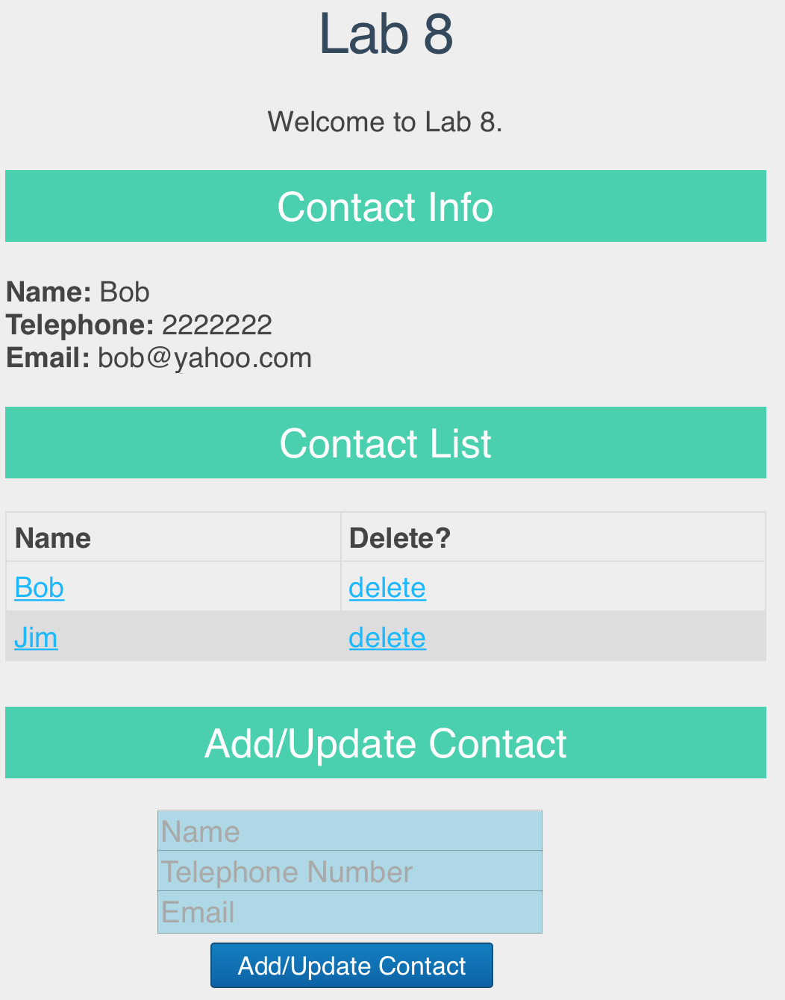 Lab 8
Welcome to Lab 8.
Contact Info
Name: Bob
Telephone: 2222222
Email: bob@yahoo.com
Contact List
Name Delete?
Bob delete
Jim delete
Add/Update Contact
Name
Telephone Number
Email
Add/Update Contact